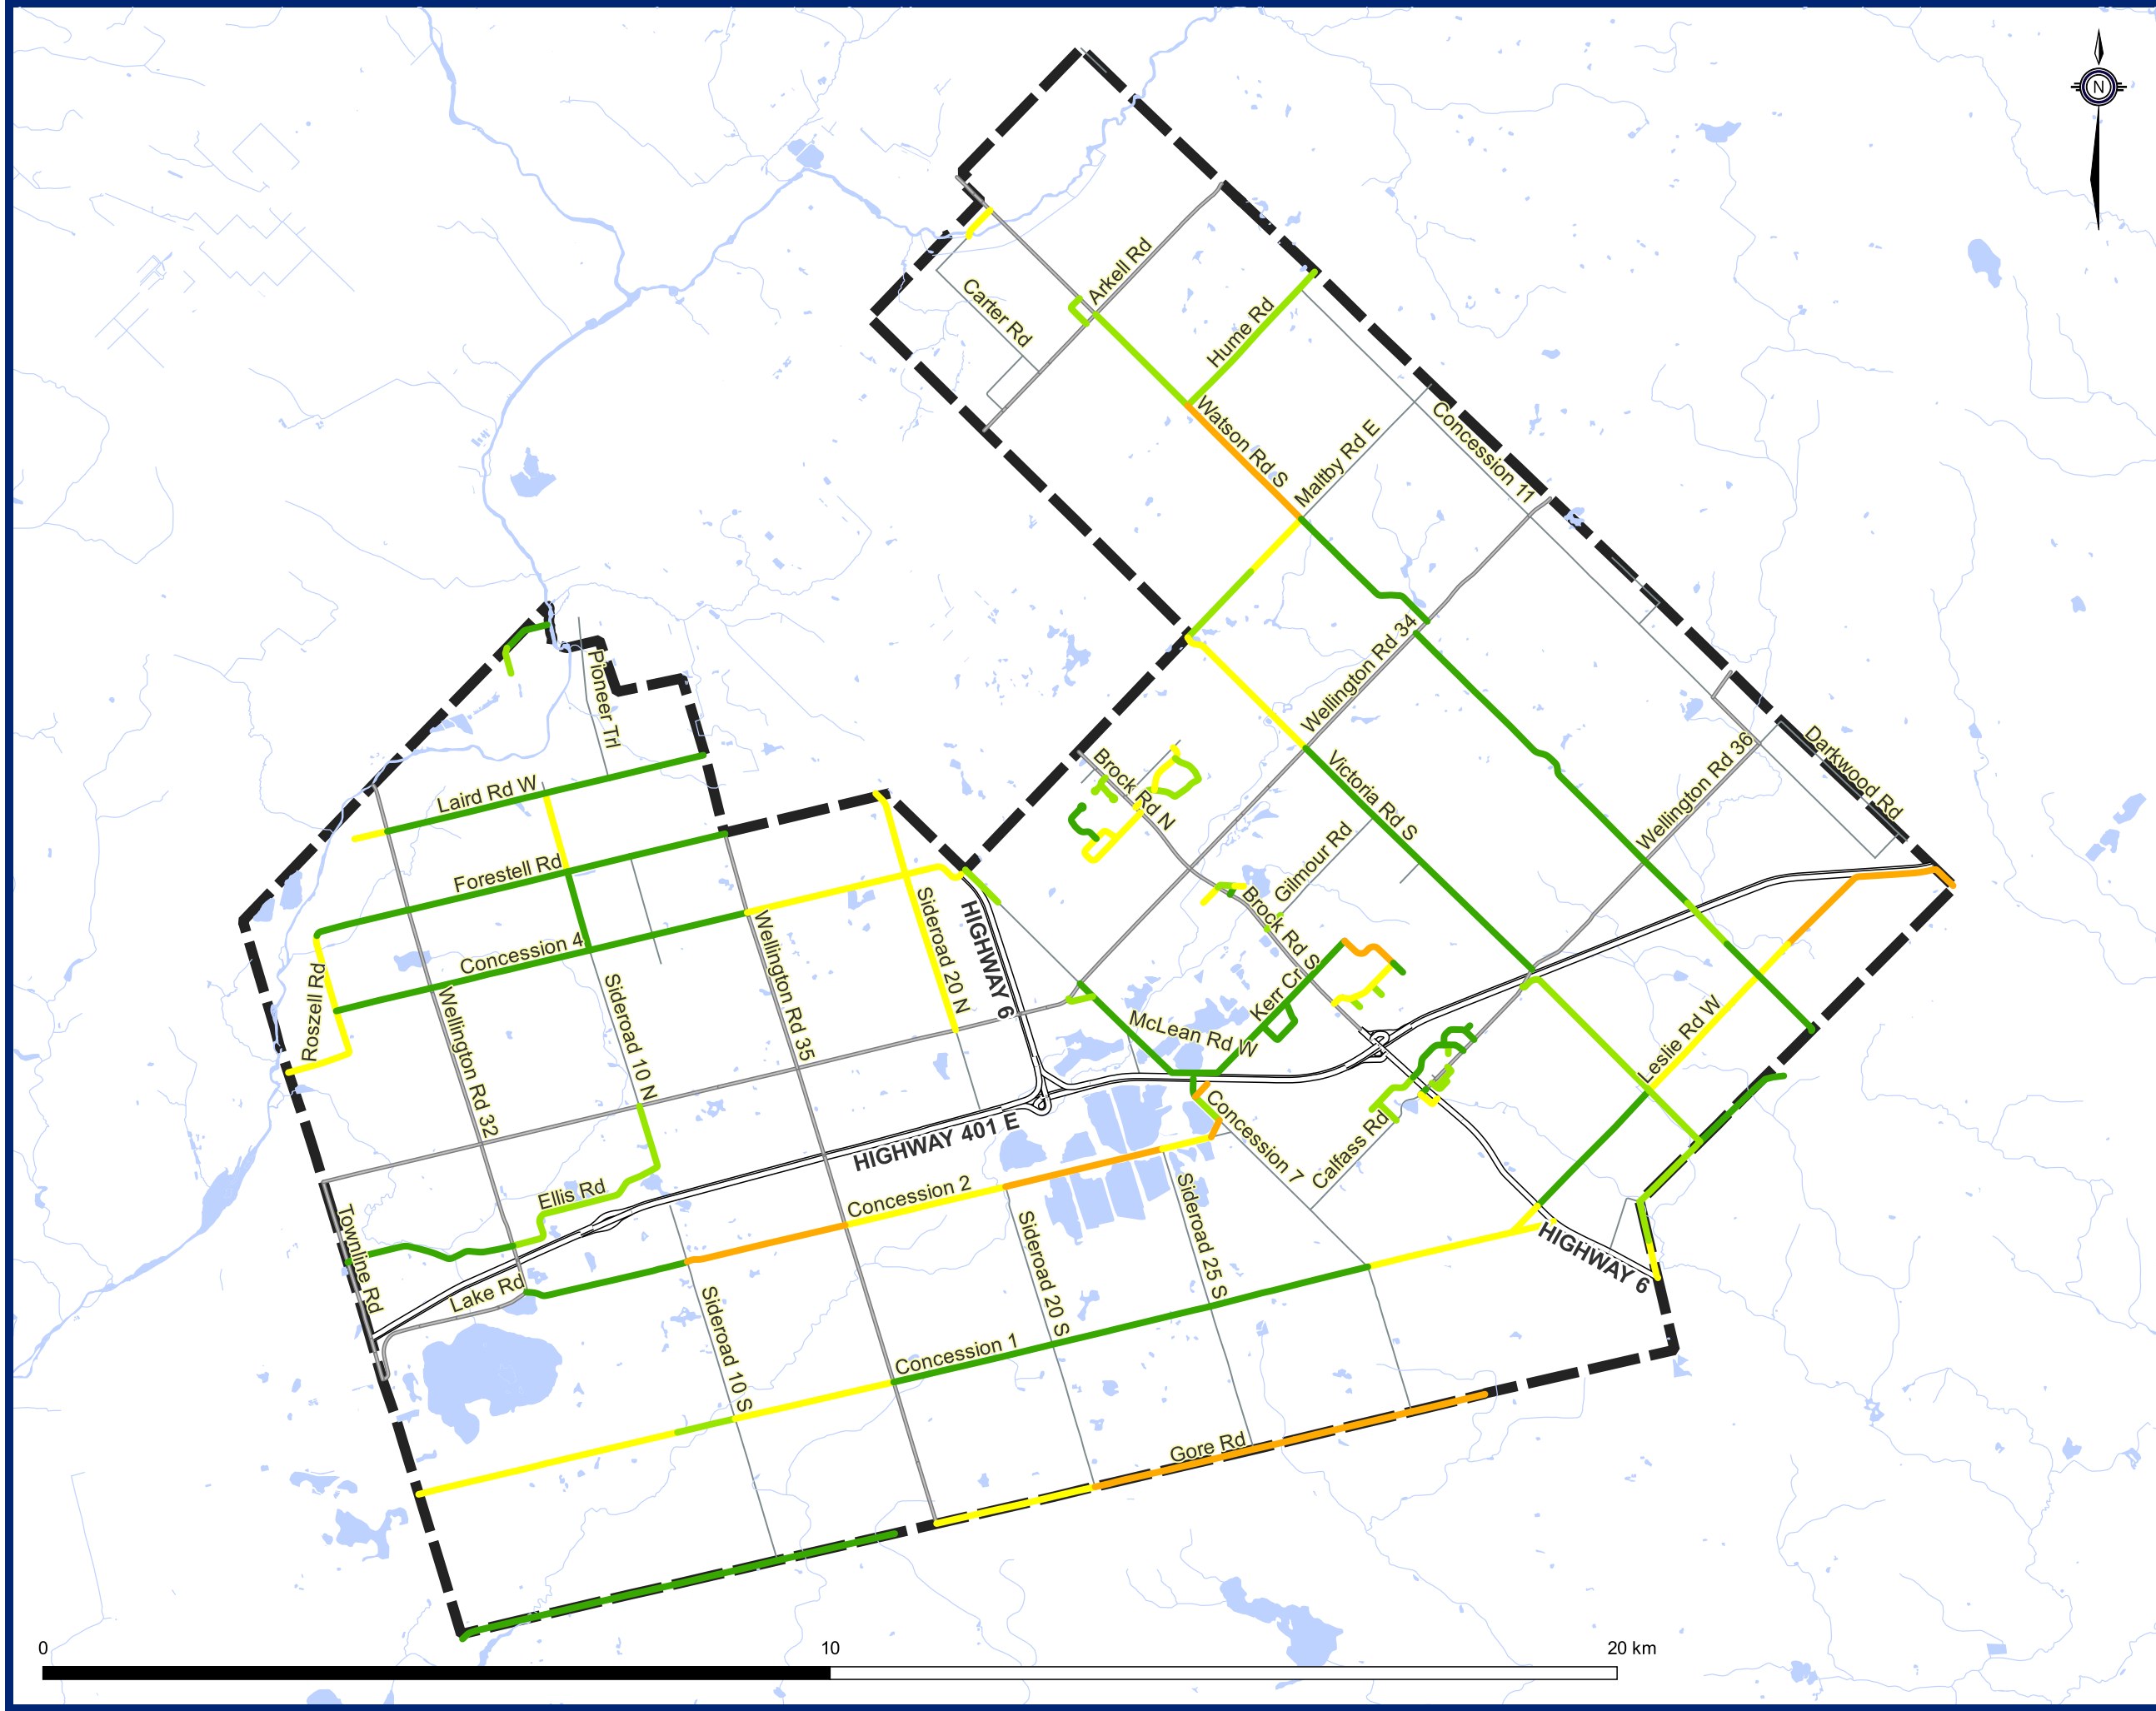 N
Arkell Rd
Carter Rd
Hume Rd
Watson Rd S
Maltby Rd E
Concession 11
Pioneer Trl
Wellington Rd 34
Brock Rd N
Victoria Rd S
Wellington Rd 36
Darkwood Rd
Laird Rd W
Gilmour Rd
Forestell Rd
Brock Rd S
Sideroad 20 N
HIGHWAY 6
Concession 4
Wellington Rd 35
Roszell Rd
Wellington Rd 32
Sideroad 10 N
Kerr Cr
McLean Rd W
Leslie Rd W
Concession 7
Calfass Rd
HIGHWAY 401 E
Ellis Rd
Concession 2
Sideroad 25 S
Townline Rd
Sideroad 20 S
HIGHWAY 6
Lake Rd
Sideroad 10 S
Concession 1
Gore Rd
0
10
20 km